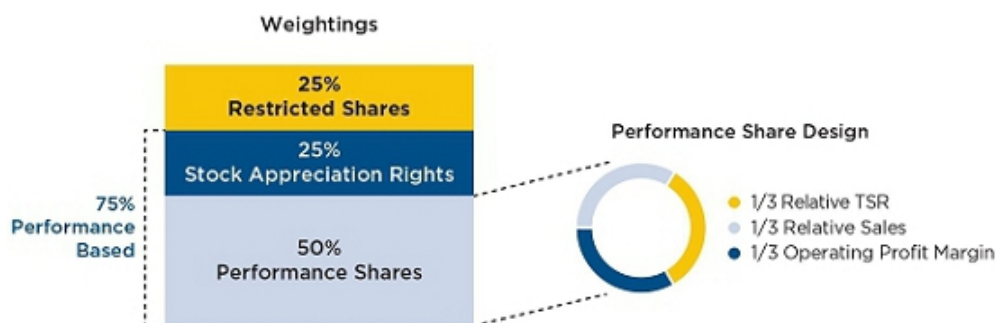 Weightings
25%
Restricted Shares
25%
Stock Appreciation Rights
75%
Performance
Based
50%
Performance Shares
Performance Share Design
1/3 Relative TSR
1/3 Relative Sales
1/3 Operating Profit Margin